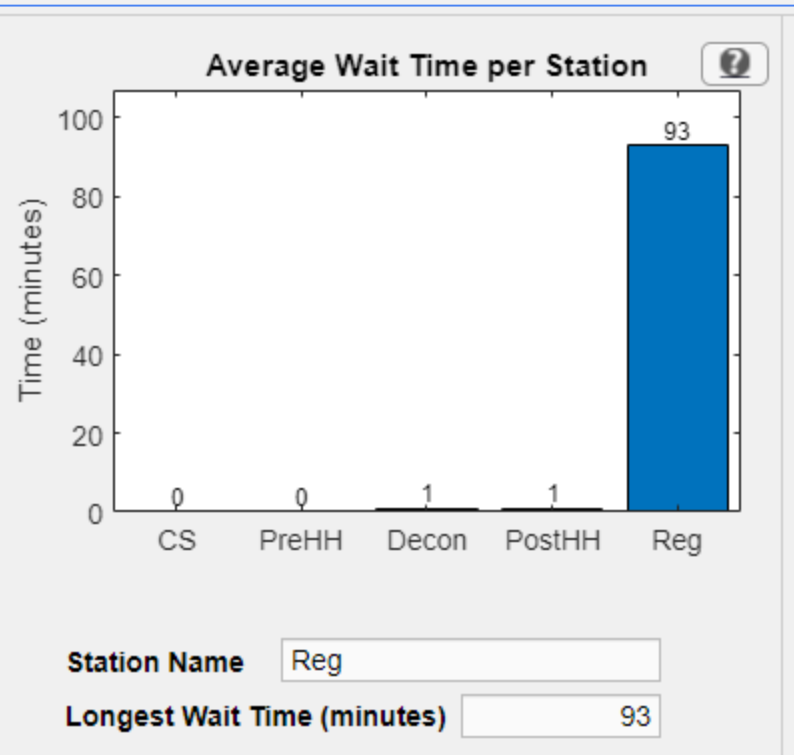 Average Wait Time per Station
?
Time (minutes)
100
80
60
40
20
0
0
0
1
1
93
CS PreHH Decon PostHH Reg
Station Name Reg
Longest Wait Time (minutes) 93